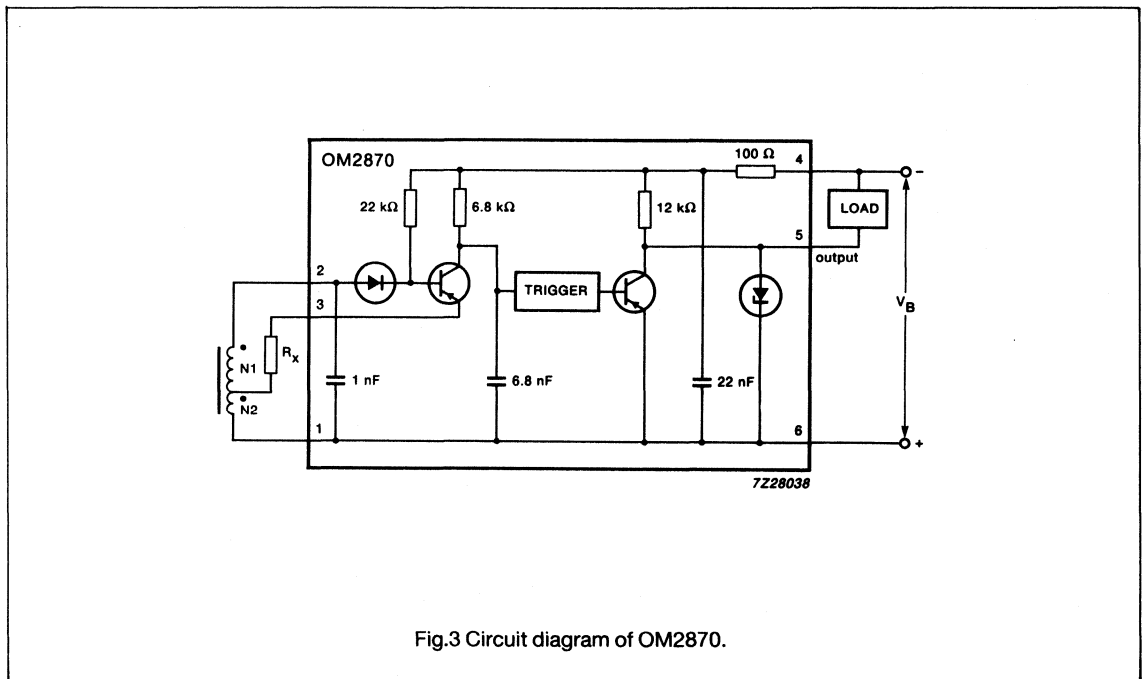 OM2870
100 Ω
4
−
22 kΩ
6.8 kΩ
12 kΩ
LOAD
5
output
2
TRIGGER
3
V_B
R_x
N1
1 nF
6.8 nF
22 nF
N2
1
6
+
7Z28038
Fig.3 Circuit diagram of OM2870.